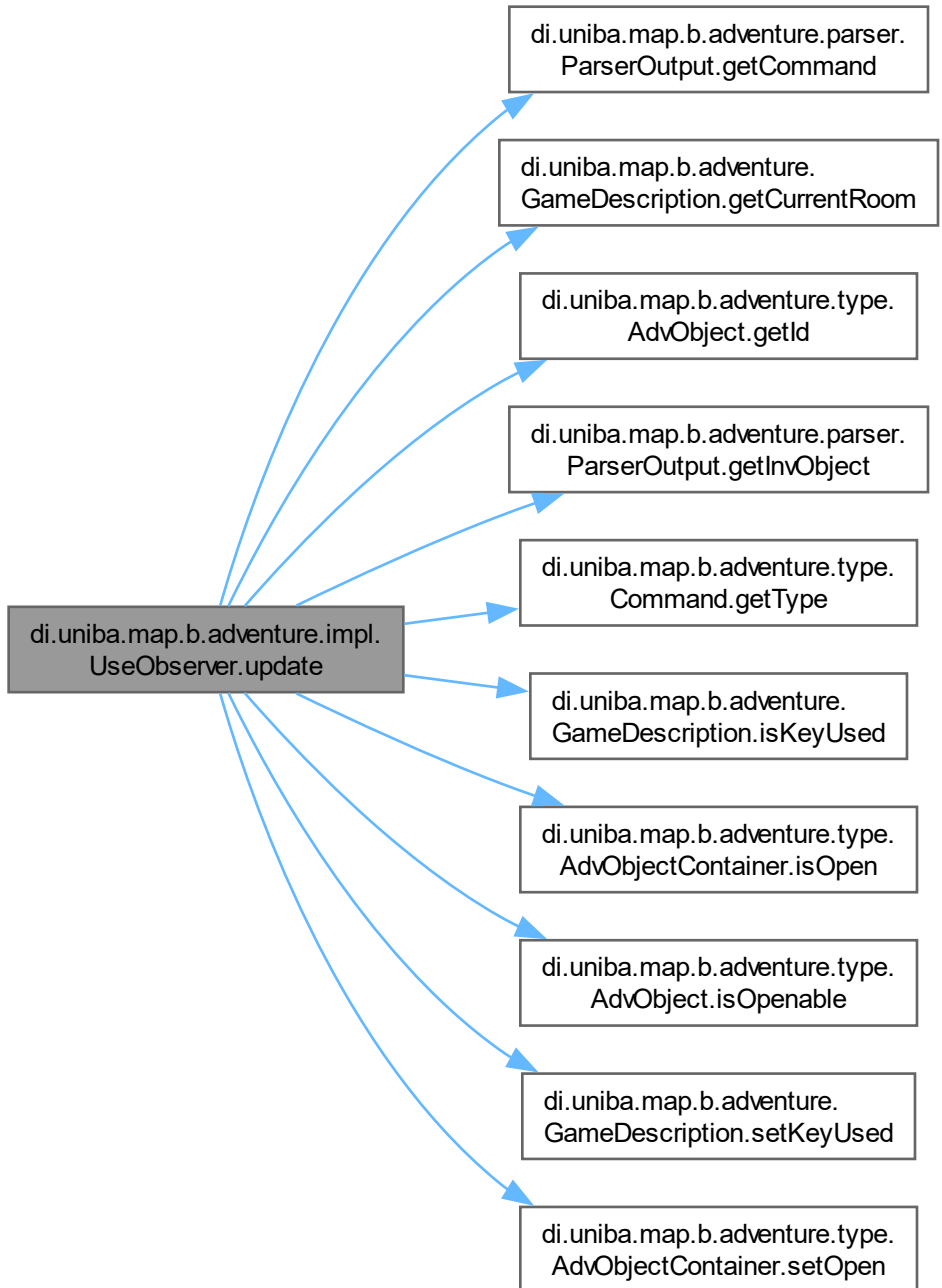 di.uniba.map.b.adventure.parser.
ParserOutput.getCommand
di.uniba.map.b.adventure.
GameDescription.getCurrentRoom
di.uniba.map.b.adventure.type.
AdvObject.getId
di.uniba.map.b.adventure.parser.
ParserOutput.getInvObject
di.uniba.map.b.adventure.impl.
UseObserver.update
di.uniba.map.b.adventure.type.
Command.getType
di.uniba.map.b.adventure.
GameDescription.isKeyUsed
di.uniba.map.b.adventure.type.
AdvObjectContainer.isOpen
di.uniba.map.b.adventure.type.
AdvObject.isOpenable
di.uniba.map.b.adventure.
GameDescription.setKeyUsed
di.uniba.map.b.adventure.type.
AdvObjectContainer.setOpen